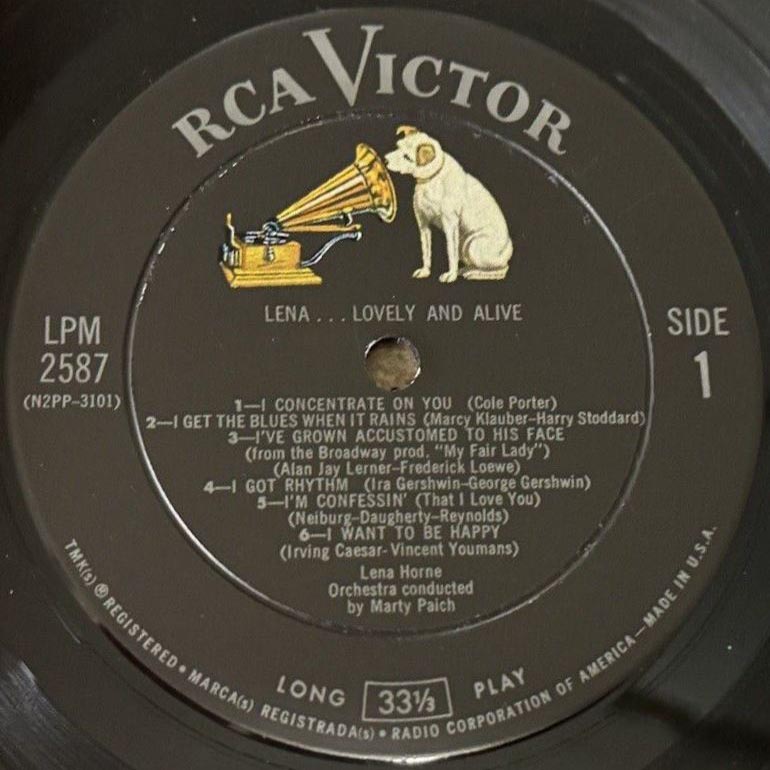 RCA VICTOR
LENA...LOVELY AND ALIVE
LPM
2587
(N2PP-3101)
SIDE
1
1—I CONCENTRATE ON YOU (Cole Porter)
2—I GET THE BLUES WHEN IT RAINS (Marcy Klauber-Harry Stoddard)
3—I'VE GROWN ACCUSTOMED TO HIS FACE
(from the Broadway prod. "My Fair Lady")
(Alan Jay Lerner-Frederick Loewe)
4—I GOT RHYTHM (Ira Gershwin-George Gershwin)
5—I'M CONFESSIN' (That I Love You)
(Neiburg-Daugherty-Reynolds)
6—I WANT TO BE HAPPY
(Irving Caesar-Vincent Youmans)
Lena Horne
Orchestra conducted
by Marty Paich
LONG 33⅓ PLAY
TMK(s) ® REGISTERED • MARCA(s) REGISTRADA(s) • RADIO CORPORATION OF AMERICA—MADE IN U.S.A.